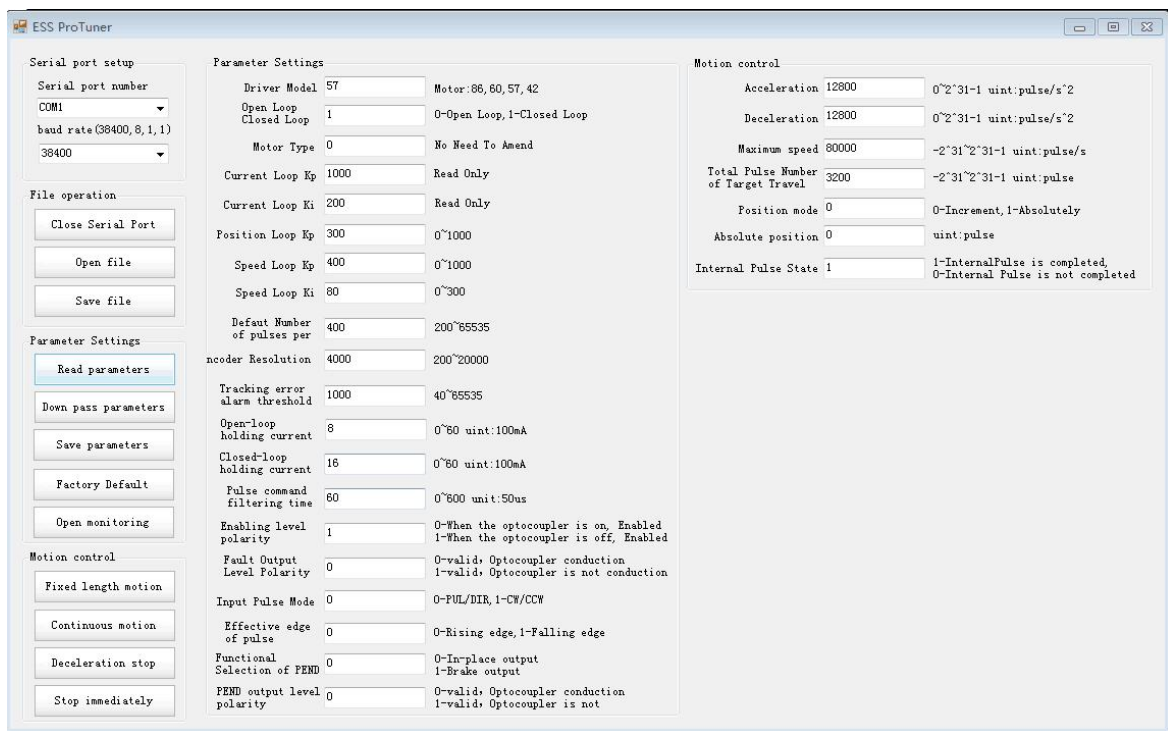 ESS ProTuner
Serial port setup
Serial port number
COM1
baud rate(38400,8,1,1)
38400
File operation
Close Serial Port
Open file
Save file
Parameter Settings
Read parameters
Down pass parameters
Save parameters
Factory Default
Open monitoring
Motion control
Fixed length motion
Continuous motion
Deceleration stop
Stop immediately
Parameter Settings
Driver Model 57 Motor:86,60,57,42
Open Loop
Closed Loop 1 0-Open Loop,1-Closed Loop
Motor Type 0 No Need To Amend
Current Loop Kp 1000 Read Only
Current Loop Ki 200 Read Only
Position Loop Kp 300 0~1000
Speed Loop Kp 400 0~1000
Speed Loop Ki 80 0~300
Defaut Number
of pulses per 400 200~65535
ncoder Resolution 4000 200~20000
Tracking error
alarm threshold 1000 40~65535
Open-loop
holding current 8 0~60 uint:100mA
Closed-loop
holding current 16 0~60 uint:100mA
Pulse command
filtering time 60 0~600 unit:50us
Enabling level
polarity 1 0-When the optocoupler is on, Enabled
1-When the optocoupler is off, Enabled
Fault Output
Level Polarity 0 0-valid, Optocoupler conduction
1-valid, Optocoupler is not conduction
Input Pulse Mode 0 0-PUL/DIR,1-CW/CCW
Effective edge
of pulse 0 0-Rising edge,1-Falling edge
Functional
Selection of PEND 0 0-In-place output
1-Brake output
PEND output level
polarity 0 0-valid, Optocoupler conduction
1-valid, Optocoupler is not
Motion control
Acceleration 12800 0~2^31-1 uint:pulse/s^2
Deceleration 12800 0~2^31-1 uint:pulse/s^2
Maximum speed 80000 -2^31~2^31-1 uint:pulse/s
Total Pulse Number
of Target Travel 3200 -2^31~2^31-1 uint:pulse
Position mode 0 0-Increment,1-Absolutely
Absolute position 0 uint:pulse
Internal Pulse State 1 1-InternalPulse is completed,
0-Internal Pulse is not completed